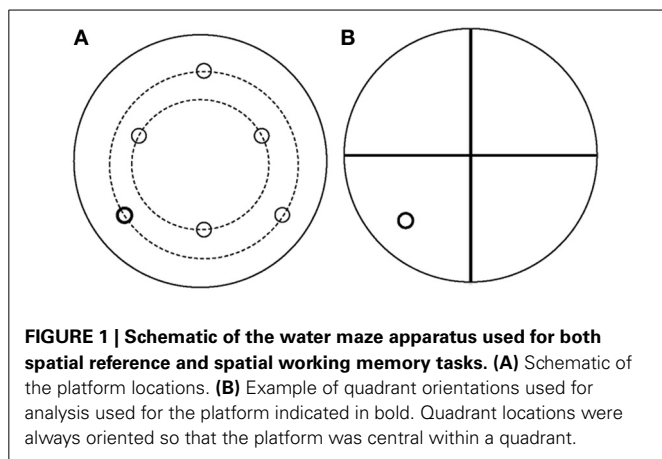 A
B
FIGURE 1 | Schematic of the water maze apparatus used for both
spatial reference and spatial working memory tasks. (A) Schematic of
the platform locations. (B) Example of quadrant orientations used for
analysis used for the platform indicated in bold. Quadrant locations were
always oriented so that the platform was central within a quadrant.